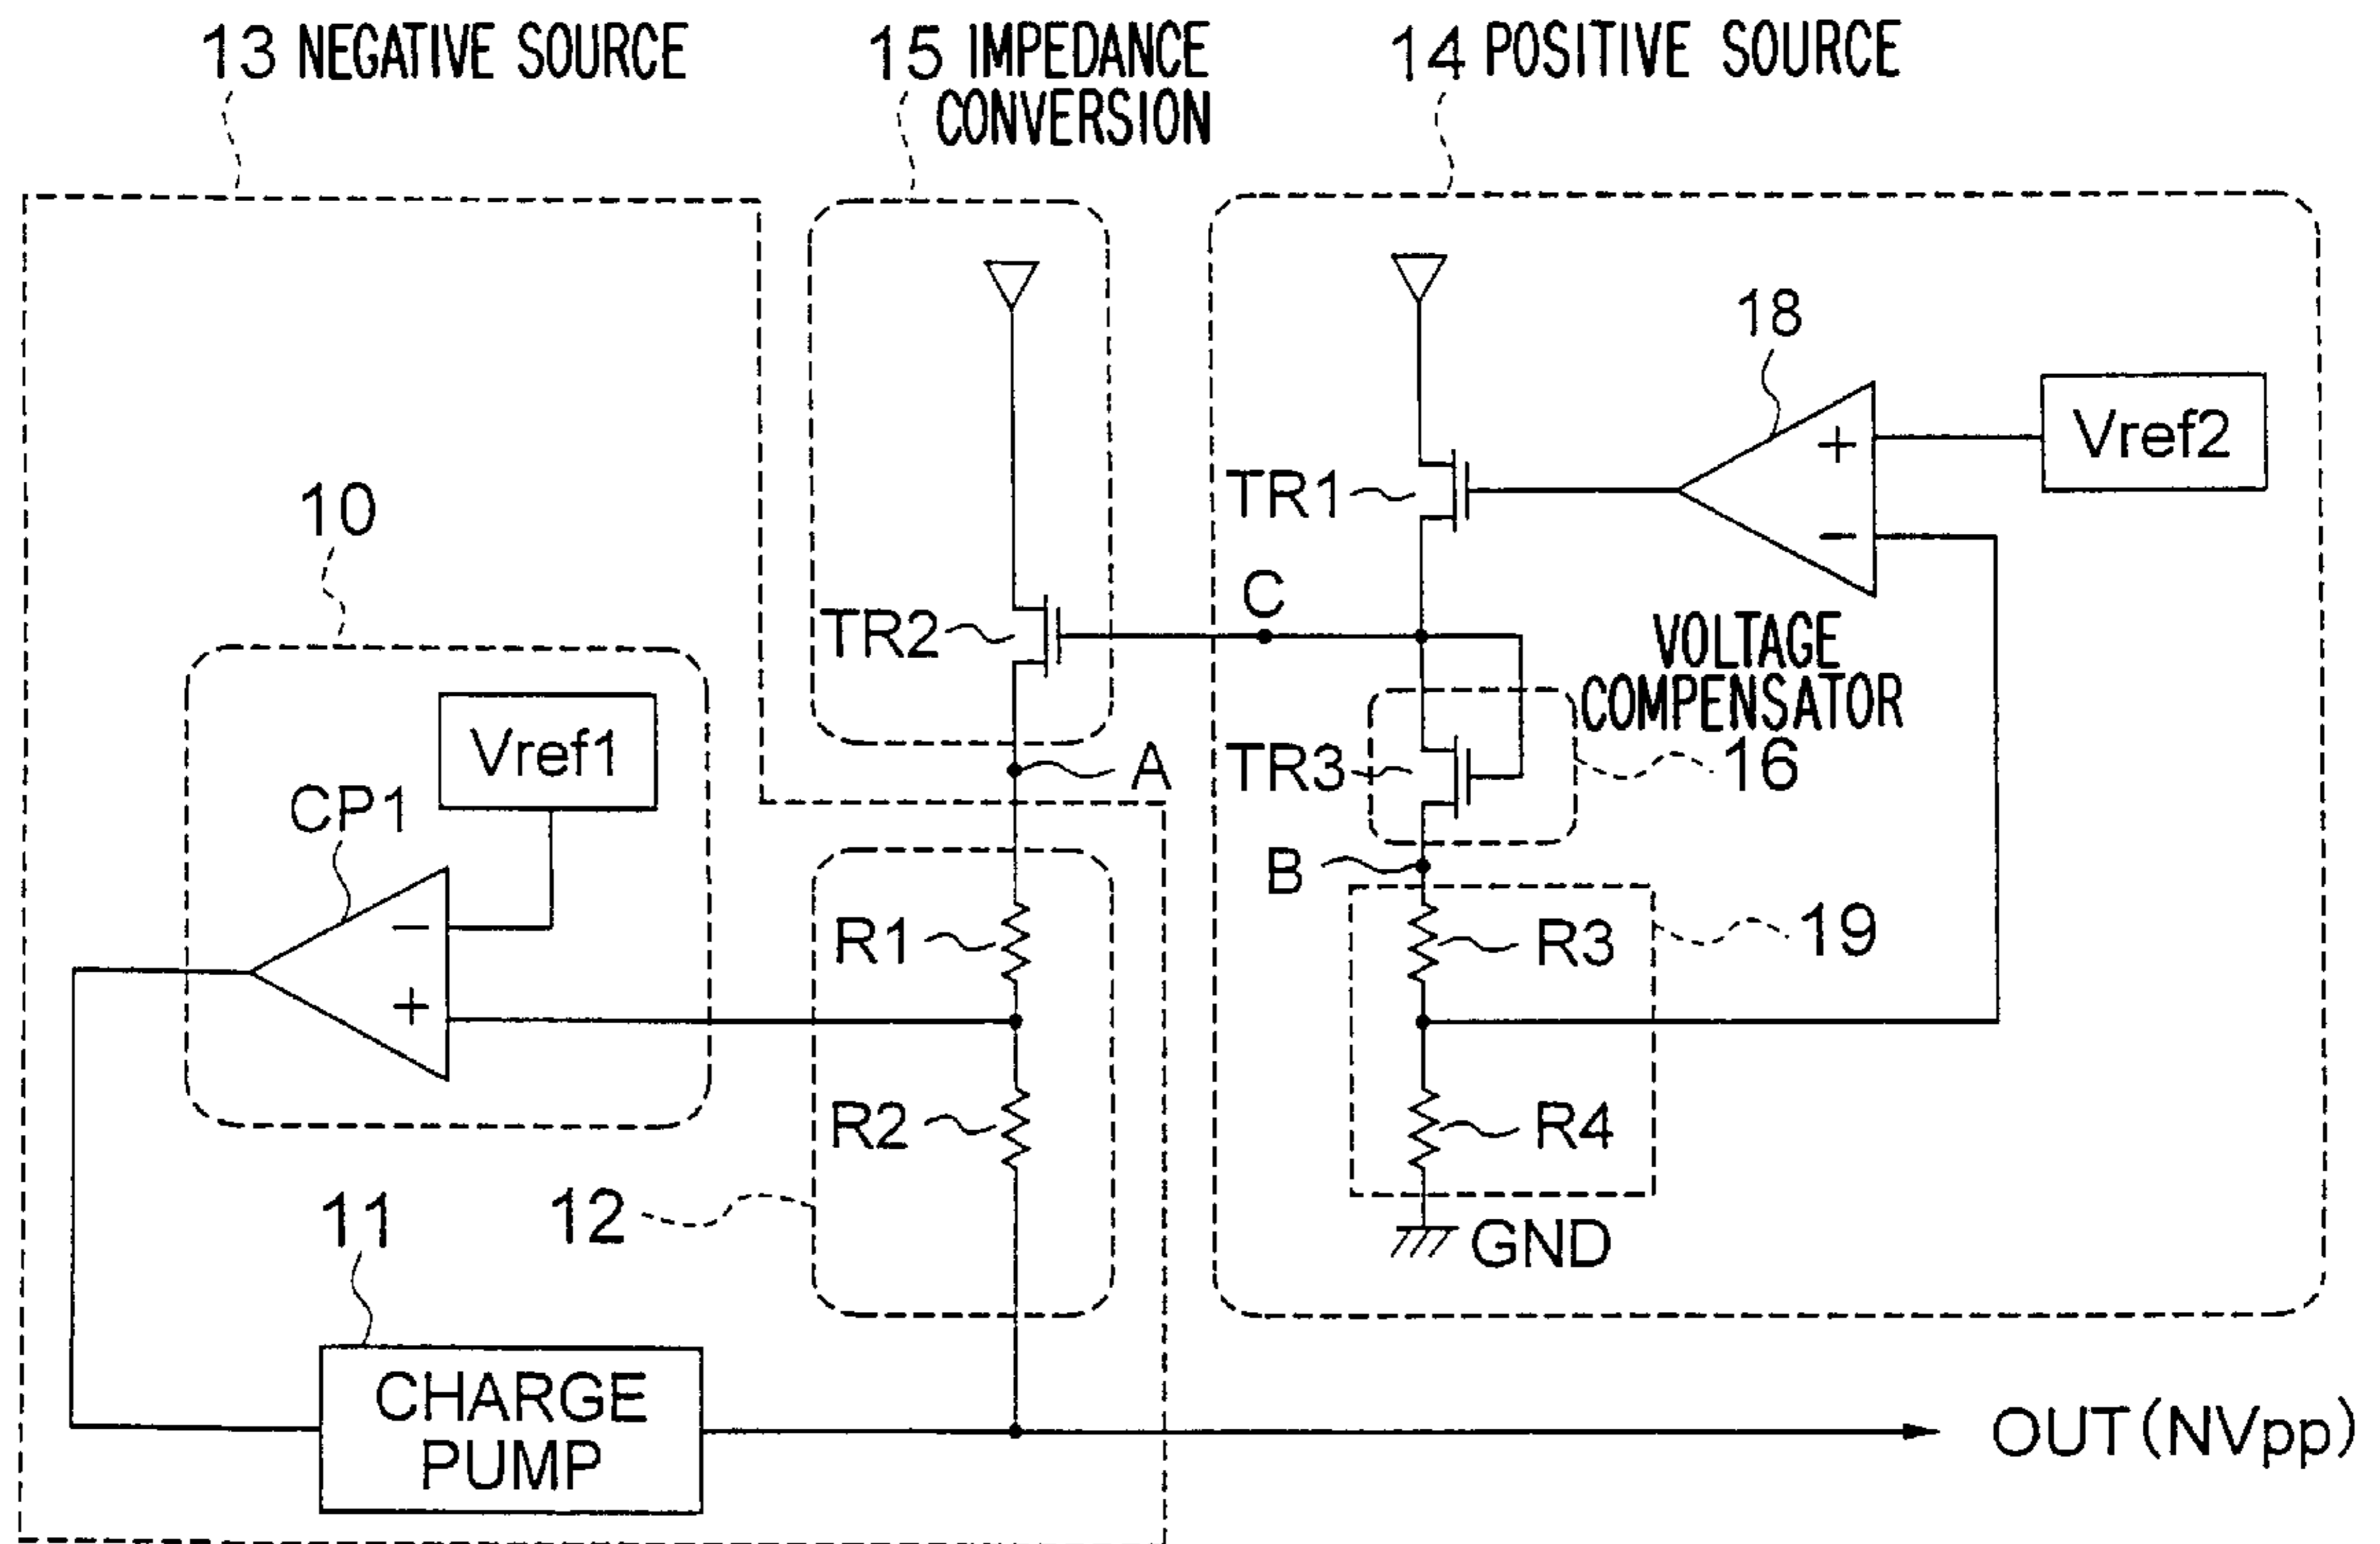 13 NEGATIVE SOURCE
15 IMPEDANCE
CONVERSION
14 POSITIVE SOURCE
18
Vref2
+
−
TR1
10
C
TR2
VOLTAGE
COMPENSATOR
Vref1
A
TR3
16
CP1
B
−
+
R1
R3
19
R2
R4
12
11
GND
CHARGE
PUMP
OUT(NVpp)